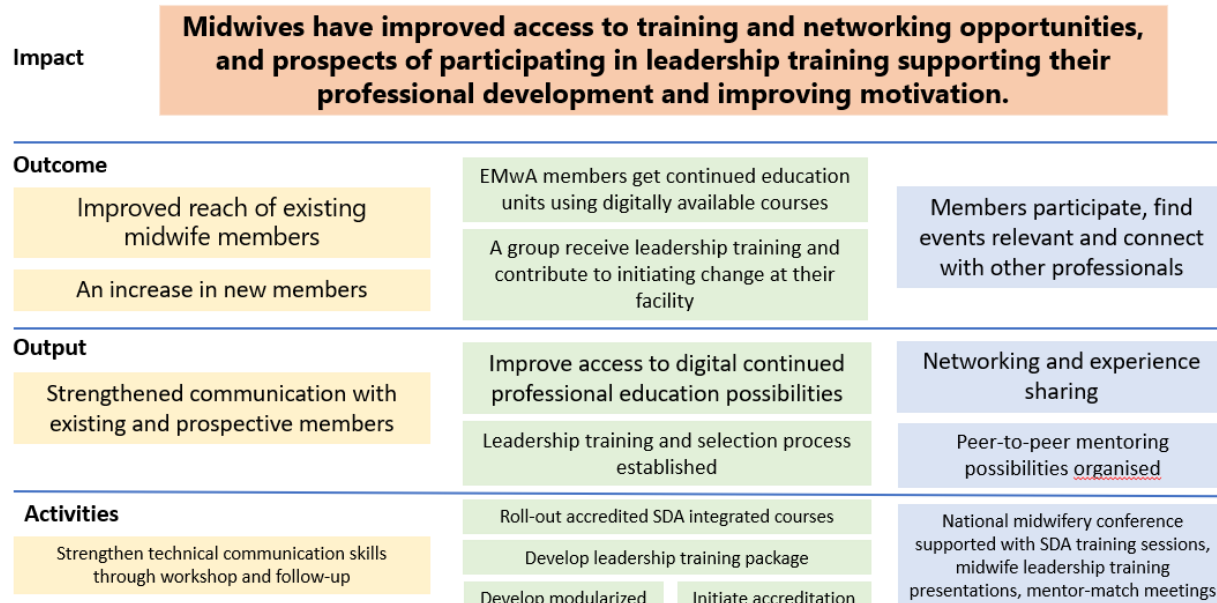 Impact
Midwives have improved access to training and networking opportunities,
and prospects of participating in leadership training supporting their
professional development and improving motivation.
Outcome
Improved reach of existing
midwife members
An increase in new members
EMwA members get continued education
units using digitally available courses
A group receive leadership training and
contribute to initiating change at their
facility
Members participate, find
events relevant and connect
with other professionals
Output
Strengthened communication with
existing and prospective members
Improve access to digital continued
professional education possibilities
Leadership training and selection process
established
Networking and experience
sharing
Peer-to-peer mentoring
possibilities organised
Activities
Strengthen technical communication skills
through workshop and follow-up
Roll-out accredited SDA integrated courses
Develop leadership training package
Develop modularized
Initiate accreditation
National midwifery conference
supported with SDA training sessions,
midwife leadership training
presentations, mentor-match meetings